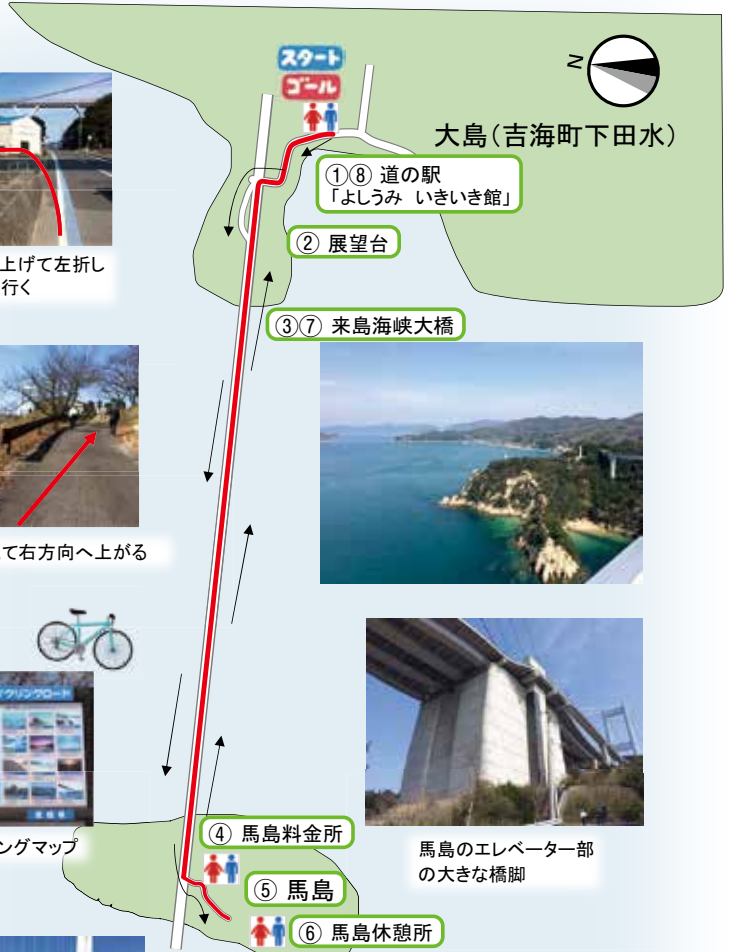 スタート
ゴール
N
大島(吉海町下田水)
①⑧ 道の駅
「よしうみ いきいき館」
② 展望台
上げて左折し
行く
③⑦ 来島海峡大橋
て右方向へ上がる
イクリングロード
④ 馬島料金所
ングマップ
馬島のエレベーター部
の大きな橋脚
⑤ 馬島
⑥ 馬島休憩所